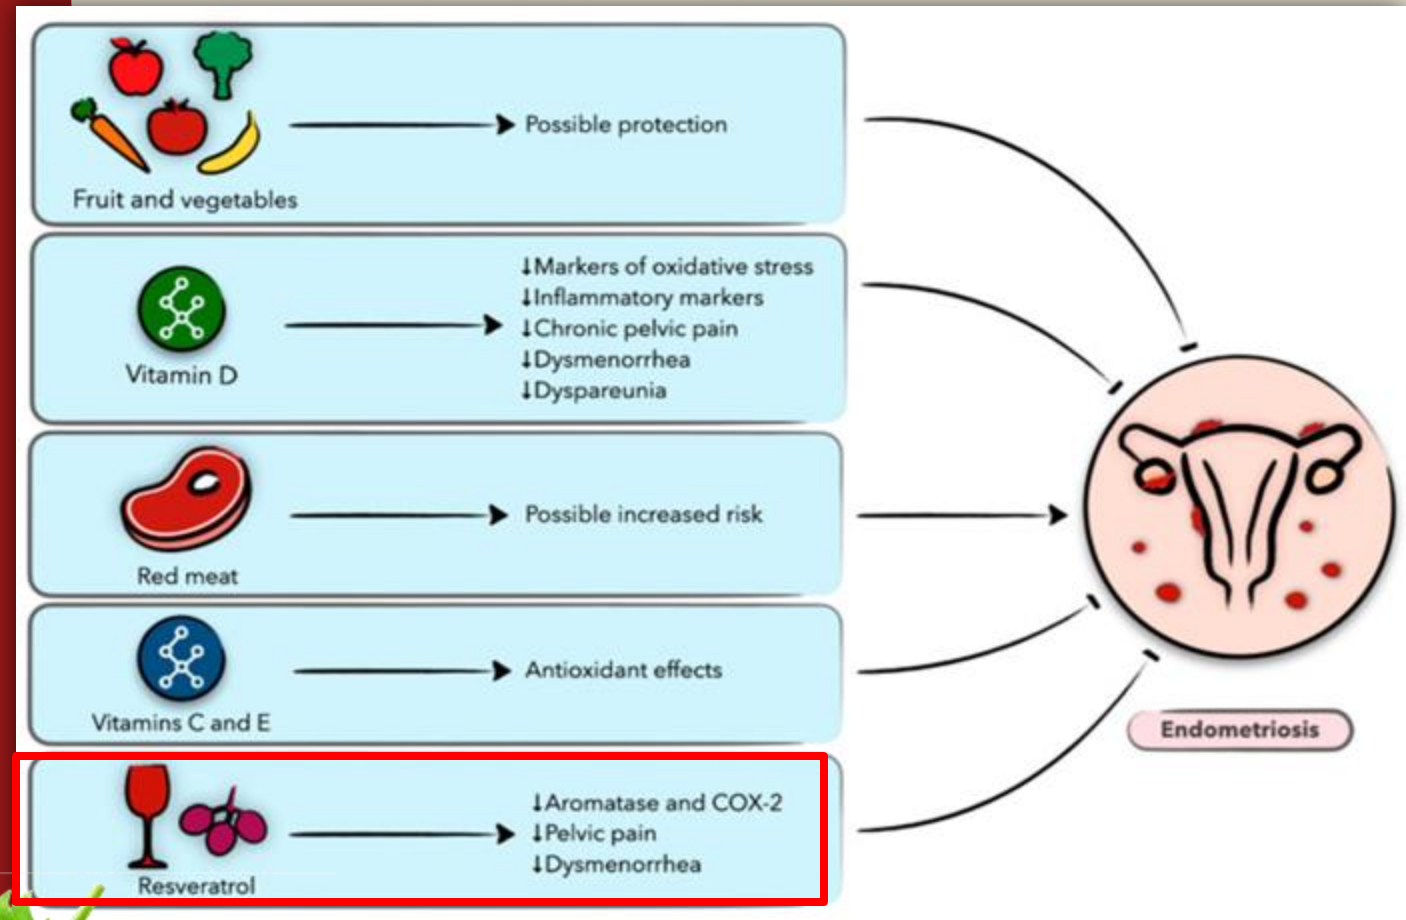 Possible protection
Fruit and vegetables
↓Markers of oxidative stress
↓Inflammatory markers
↓Chronic pelvic pain
↓Dysmenorrhea
↓Dyspareunia
Vitamin D
Possible increased risk
Red meat
Antioxidant effects
Vitamins C and E
↓Aromatase and COX-2
↓Pelvic pain
↓Dysmenorrhea
Resveratrol
Endometriosis